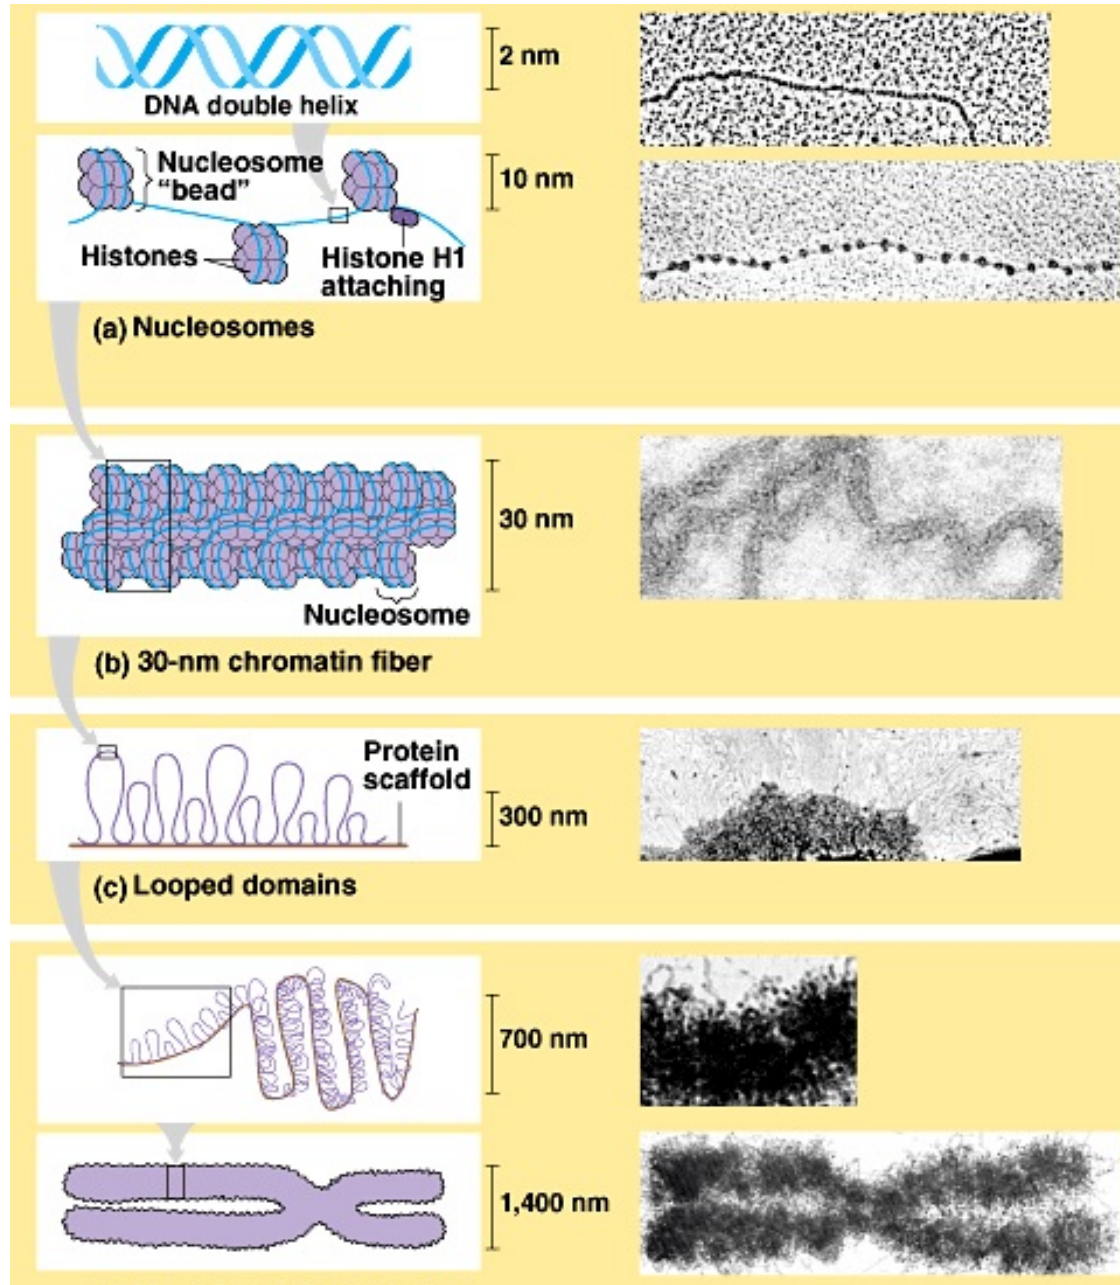 2 nm
DNA double helix
Nucleosome
“bead”
10 nm
Histones
Histone H1
attaching
(a) Nucleosomes
30 nm
Nucleosome
(b) 30-nm chromatin fiber
Protein
scaffold
300 nm
(c) Looped domains
700 nm
1,400 nm